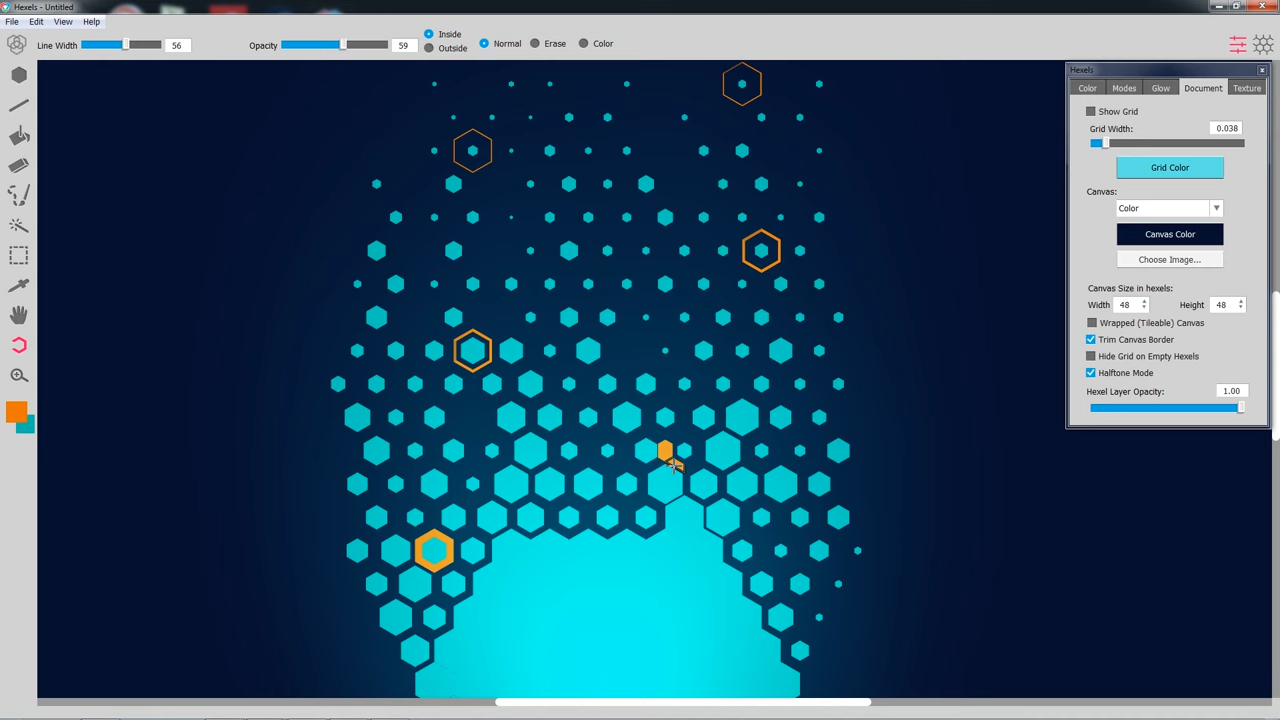 Hexels - Untitled
File Edit View Help
Line Width 56 Opacity 59 Inside Outside Normal Erase Color
Hexels
Color Modes Glow Document Texture
Show Grid
Grid Width: 0.038
Grid Color
Canvas:
Color
Canvas Color
Choose Image...
Canvas Size in hexels:
Width 48 Height 48
Wrapped (Tileable) Canvas
Trim Canvas Border
Hide Grid on Empty Hexels
Halftone Mode
Hexel Layer Opacity: 1.00